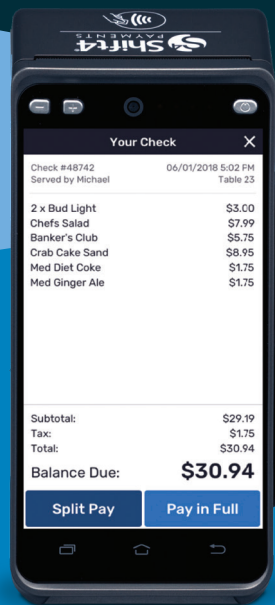 SHIFT4
PAYMENTS
Your Check X
Check #48742 06/01/2018 5:02 PM
Served by Michael Table 23
2 x Bud Light $3.00
Chefs Salad $7.99
Banker's Club $5.75
Crab Cake Sand $8.95
Med Diet Coke $1.75
Med Ginger Ale $1.75
Subtotal: $29.19
Tax: $1.75
Total: $30.94
Balance Due: $30.94
Split Pay Pay in Full